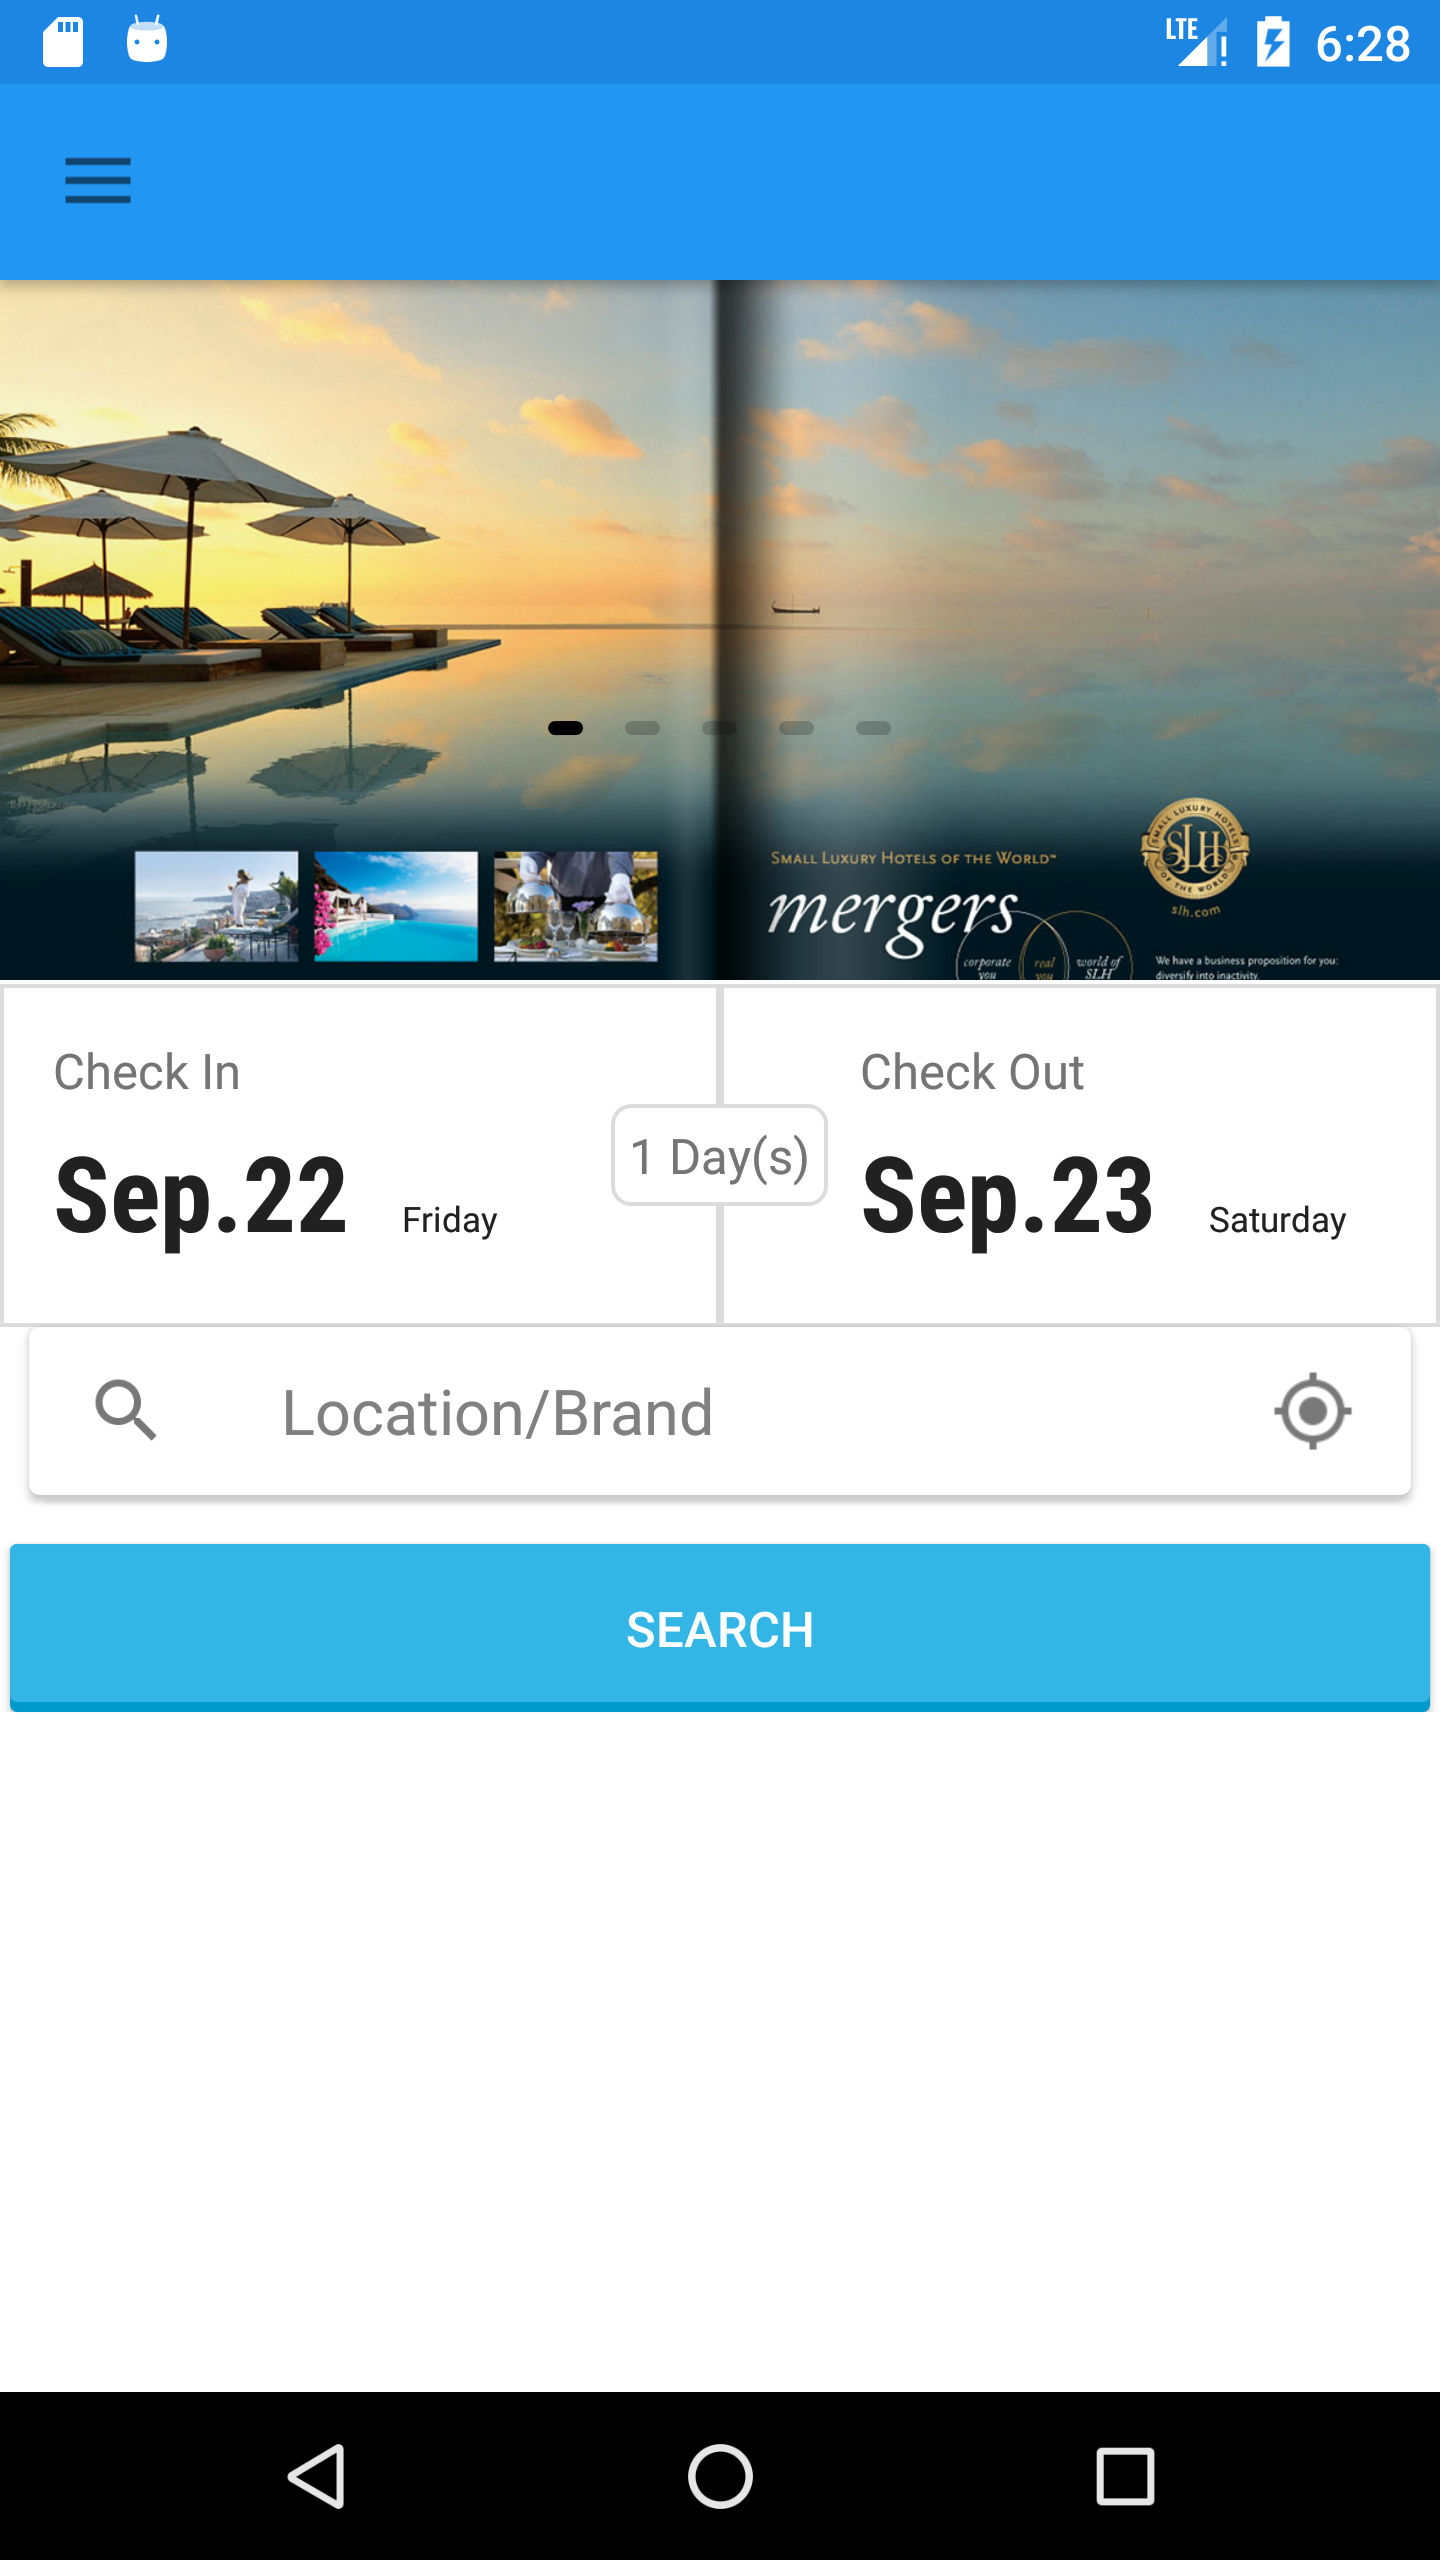 LTE 6:28
SMALL LUXURY HOTELS OF THE WORLD™
mergers
SMALL LUXURY HOTELS OF THE WORLD
SLH
slh.com
corporate you
real you
world of SLH
We have a business proposition for you:
diversify into inactivity.
Check In
Check Out
1 Day(s)
Sep.22 Friday
Sep.23 Saturday
Location/Brand
SEARCH